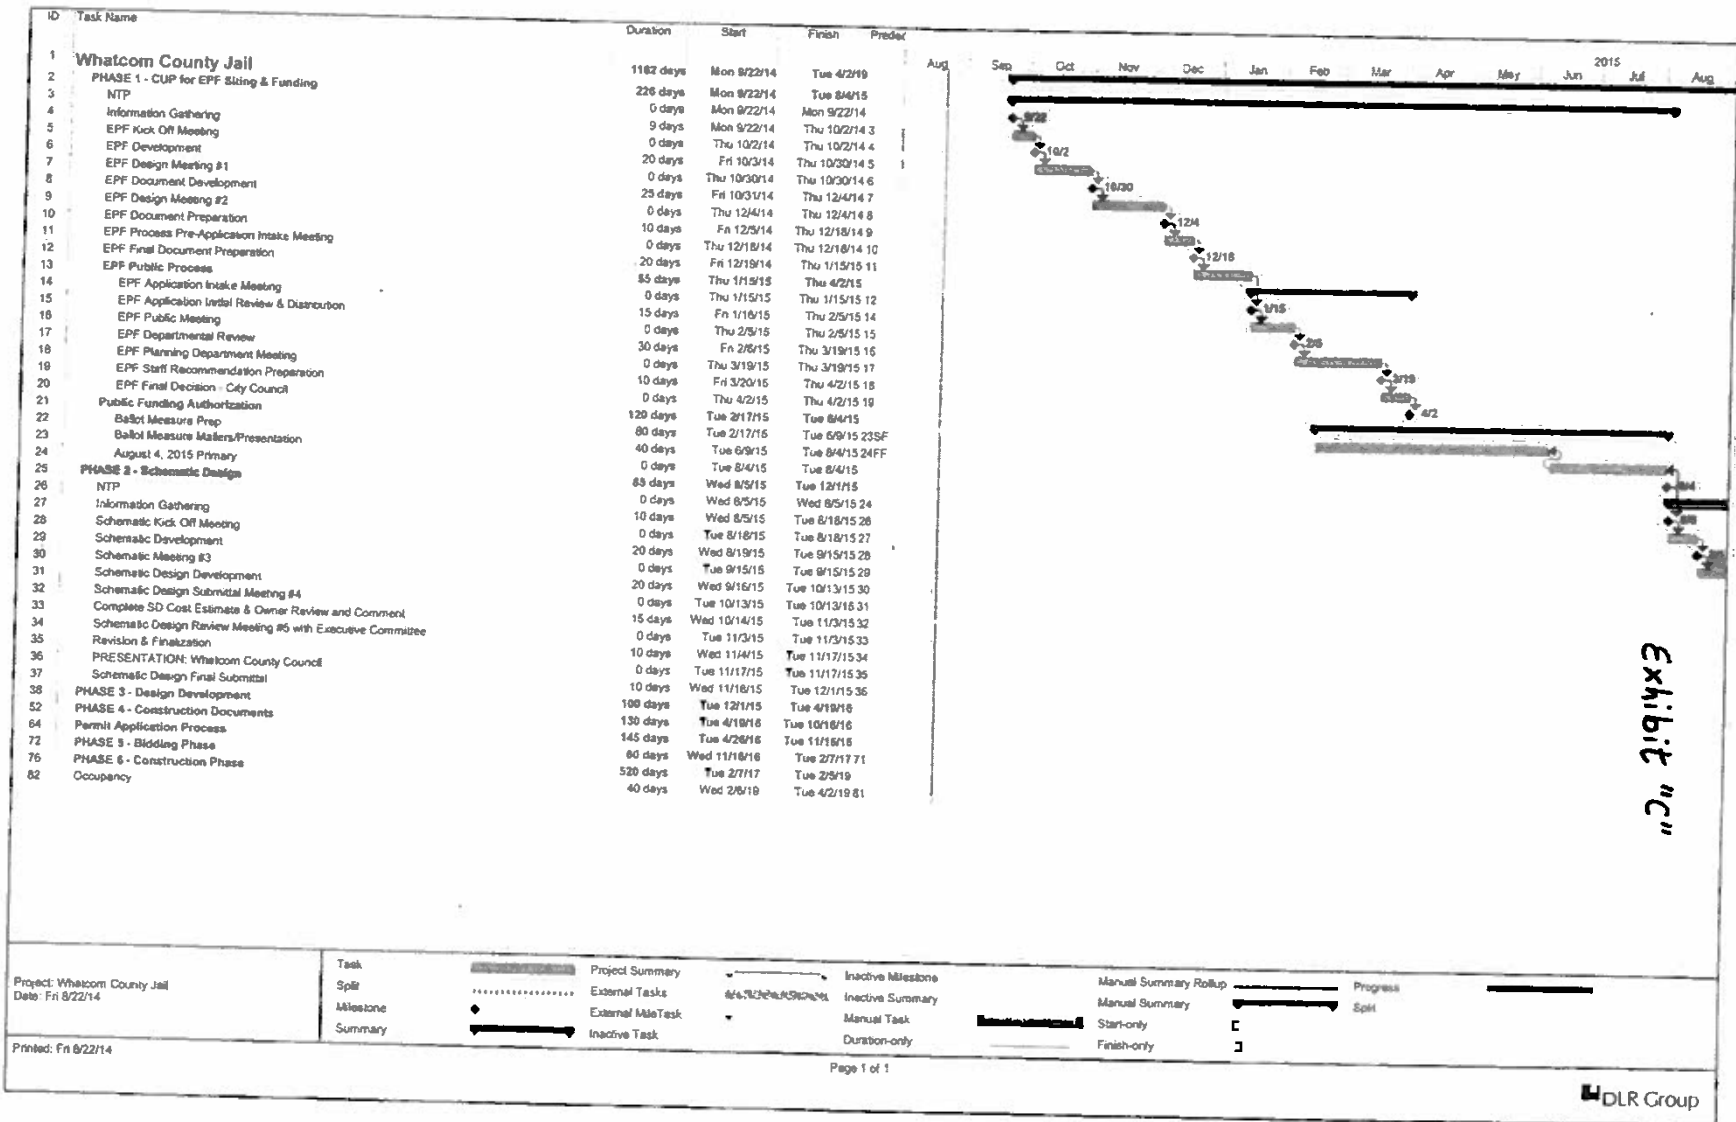 ID Task Name Duration Start Finish Predec
Aug Sep Oct Nov Dec Jan Feb Mar Apr May Jun Jul Aug
2015
1 Whatcom County Jail 1182 days Mon 9/22/14 Tue 4/2/19
2 PHASE 1 - CUP for EPF Siting & Funding 226 days Mon 9/22/14 Tue 8/4/15
3 NTP 0 days Mon 9/22/14 Mon 9/22/14
4 Information Gathering 9 days Mon 9/22/14 Thu 10/2/14 3
5 EPF Kick Off Meeting 0 days Thu 10/2/14 Thu 10/2/14 4
6 EPF Development 20 days Fri 10/3/14 Thu 10/30/14 5
7 EPF Design Meeting #1 0 days Thu 10/30/14 Thu 10/30/14 6
8 EPF Document Development 25 days Fri 10/31/14 Thu 12/4/14 7
9 EPF Design Meeting #2 0 days Thu 12/4/14 Thu 12/4/14 8
10 EPF Document Preparation 10 days Fri 12/5/14 Thu 12/18/14 9
11 EPF Process Pre-Application Intake Meeting 0 days Thu 12/18/14 Thu 12/18/14 10
12 EPF Final Document Preparation 20 days Fri 12/19/14 Thu 1/15/15 11
13 EPF Public Process 55 days Thu 1/15/15 Thu 4/2/15
14 EPF Application Intake Meeting 0 days Thu 1/15/15 Thu 1/15/15 12
15 EPF Application Initial Review & Distribution 15 days Fri 1/16/15 Thu 2/5/15 14
16 EPF Public Meeting 0 days Thu 2/5/15 Thu 2/5/15 15
17 EPF Departmental Review 30 days Fri 2/6/15 Thu 3/19/15 16
18 EPF Planning Department Meeting 0 days Thu 3/19/15 Thu 3/19/15 17
19 EPF Staff Recommendation Preparation 10 days Fri 3/20/15 Thu 4/2/15 18
20 EPF Final Decision - City Council 0 days Thu 4/2/15 Thu 4/2/15 19
21 Public Funding Authorization 120 days Tue 2/17/15 Tue 8/4/15
22 Ballot Measure Prep 80 days Tue 2/17/15 Tue 6/9/15 23SF
23 Ballot Measure Mailers/Presentation 40 days Tue 6/9/15 Tue 8/4/15 24FF
24 August 4, 2015 Primary 0 days Tue 8/4/15 Tue 8/4/15
25 PHASE 2 - Schematic Design 85 days Wed 8/5/15 Tue 12/1/15
26 NTP 0 days Wed 8/5/15 Wed 8/5/15 24
27 Information Gathering 10 days Wed 8/5/15 Tue 8/18/15 26
28 Schematic Kick Off Meeting 0 days Tue 8/18/15 Tue 8/18/15 27
29 Schematic Development 20 days Wed 8/19/15 Tue 9/15/15 28
30 Schematic Meeting #3 0 days Tue 9/15/15 Tue 9/15/15 29
31 Schematic Design Development 20 days Wed 9/16/15 Tue 10/13/15 30
32 Schematic Design Submittal Meeting #4 0 days Tue 10/13/15 Tue 10/13/15 31
33 Complete SD Cost Estimate & Owner Review and Comment 15 days Wed 10/14/15 Tue 11/3/15 32
34 Schematic Design Review Meeting #5 with Executive Committee 0 days Tue 11/3/15 Tue 11/3/15 33
35 Revision & Finalization 10 days Wed 11/4/15 Tue 11/17/15 34
36 PRESENTATION: Whatcom County Council 0 days Tue 11/17/15 Tue 11/17/15 35
37 Schematic Design Final Submittal 10 days Wed 11/18/15 Tue 12/1/15 36
38 PHASE 3 - Design Development 100 days Tue 12/1/15 Tue 4/19/16
52 PHASE 4 - Construction Documents 130 days Tue 4/19/16 Tue 10/18/16
64 Permit Application Process 145 days Tue 4/26/16 Tue 11/15/16
72 PHASE 5 - Bidding Phase 60 days Wed 11/16/16 Tue 2/7/17 71
76 PHASE 6 - Construction Phase 520 days Tue 2/7/17 Tue 2/5/19
82 Occupancy 40 days Wed 2/6/19 Tue 4/2/19 81
9/22
10/2
10/30
12/4
12/18
1/15
2/5
3/19
4/2
8/4
8/5
Exhibit "C"
Project: Whatcom County Jail
Date: Fri 8/22/14
Task
Split
Milestone
Summary
Project Summary
External Tasks
External MileTask
Inactive Task
Inactive Milestone
Inactive Summary
Manual Task
Duration-only
Manual Summary Rollup
Manual Summary
Start-only
Finish-only
Progress
Split
Printed: Fri 8/22/14
Page 1 of 1
DLR Group